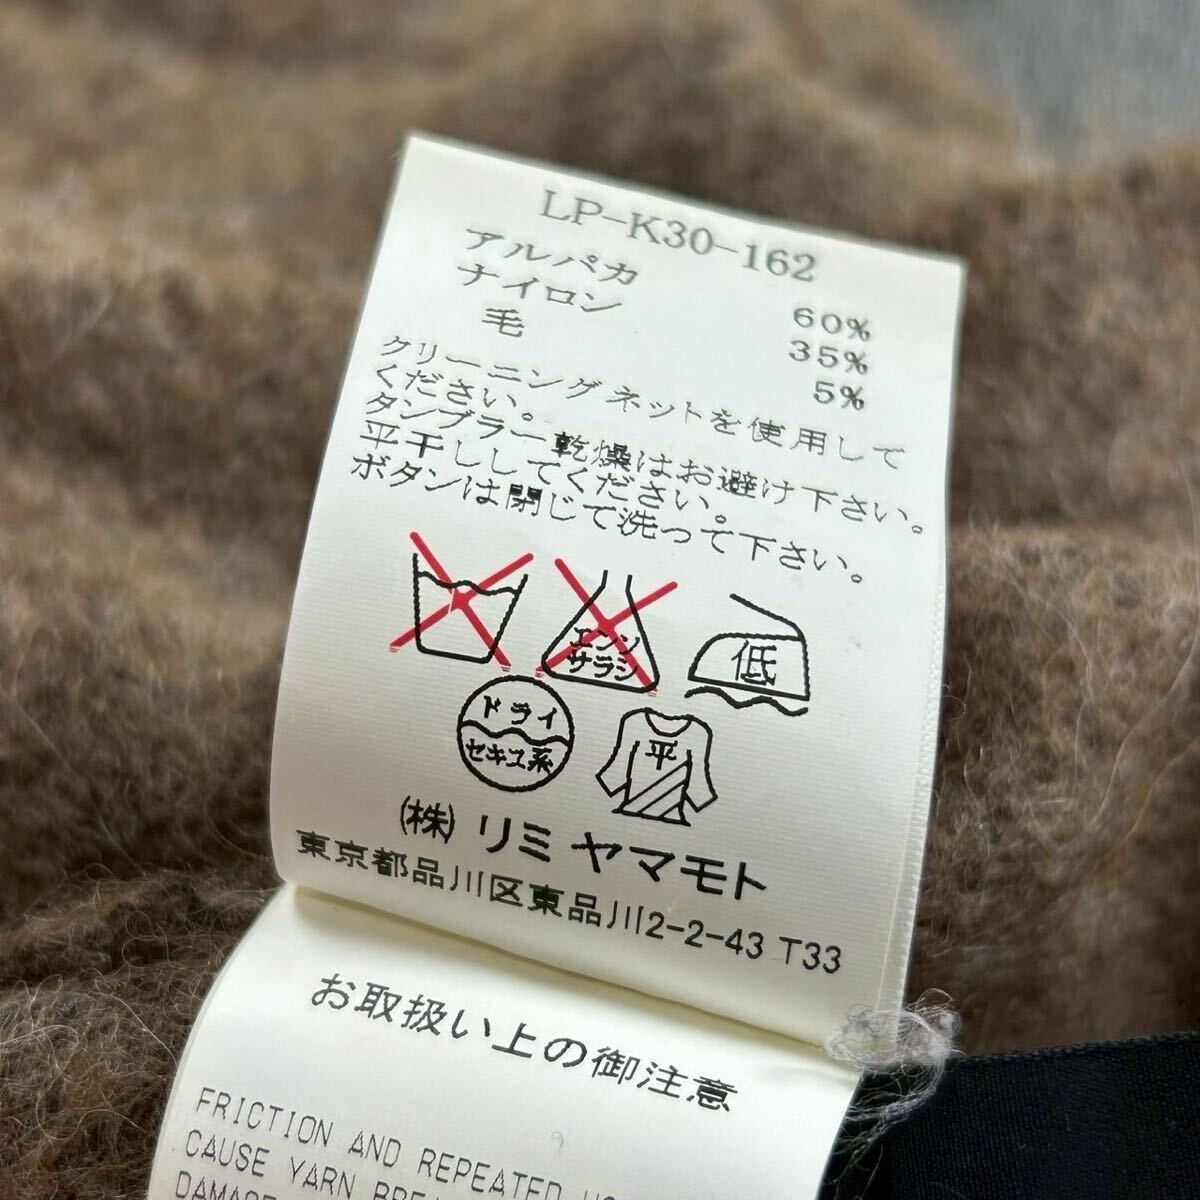 LP-K30-162
アルパカ 60%
ナイロン 35%
毛 5%
クリーニングネットを使用して
ください。
タンブラー乾燥はお避け下さい。
平干ししてください。
ボタンは閉じて洗って下さい。
エンソ
サラシ
低
ドライ
セキユ系
平
(株) リミ ヤマモト
東京都品川区東品川2-2-43 T33
お取扱い上の御注意
FRICTION AND REPEATED
CAUSE YARN